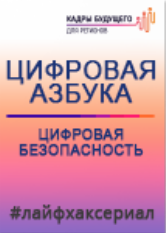 КАДРЫ БУДУЩЕГО
ДЛЯ РЕГИОНОВ
ЦИФРОВАЯ
АЗБУКА
ЦИФРОВАЯ
БЕЗОПАСНОСТЬ
#лайфхаксериал